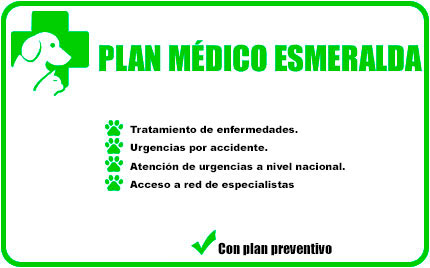 PLAN MÉDICO ESMERALDA
Tratamiento de enfermedades.
Urgencias por accidente.
Atención de urgencias a nivel nacional.
Acceso a red de especialistas
Con plan preventivo